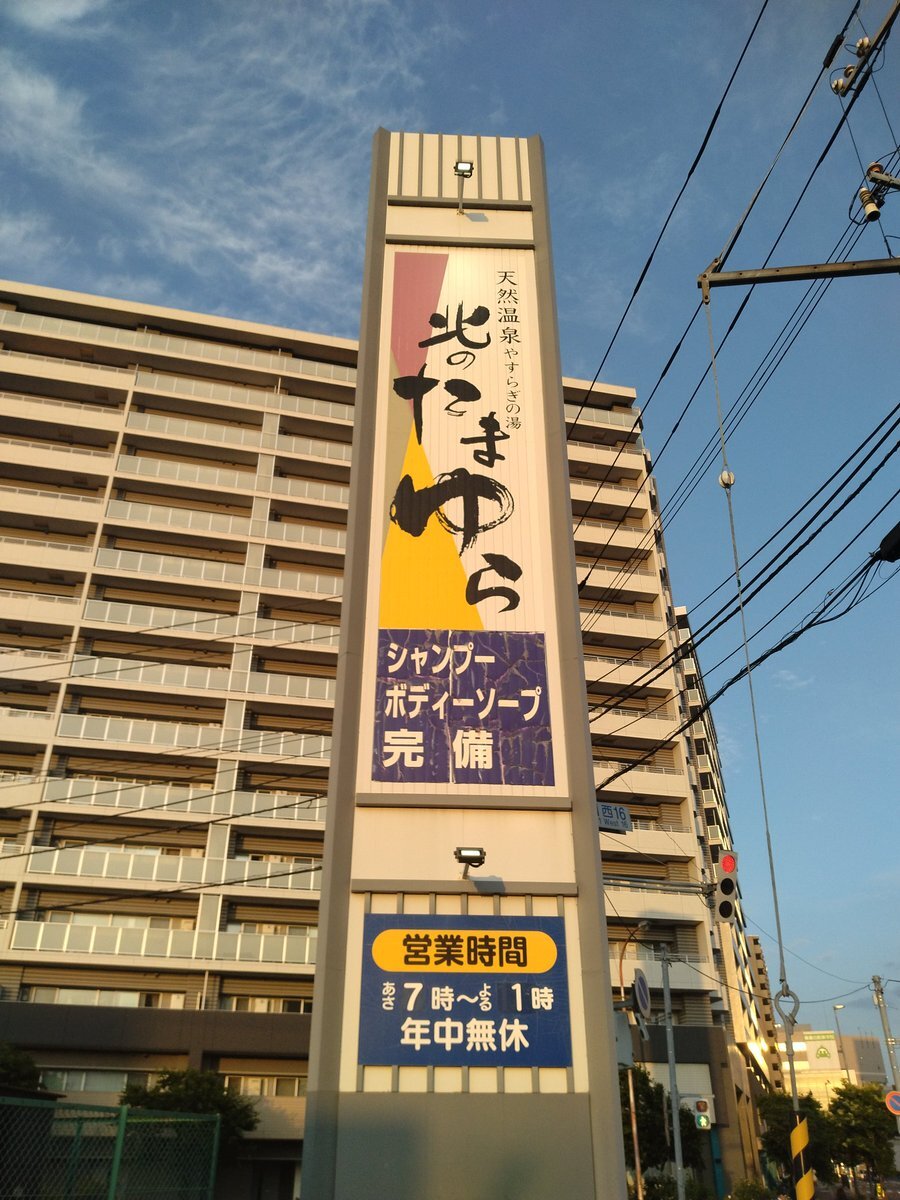 天然温泉やすらぎの湯
北の
たまゆら
シャンプー
ボディーソープ
完備
営業時間
あさ7時～よる1時
年中無休
西16
West 16